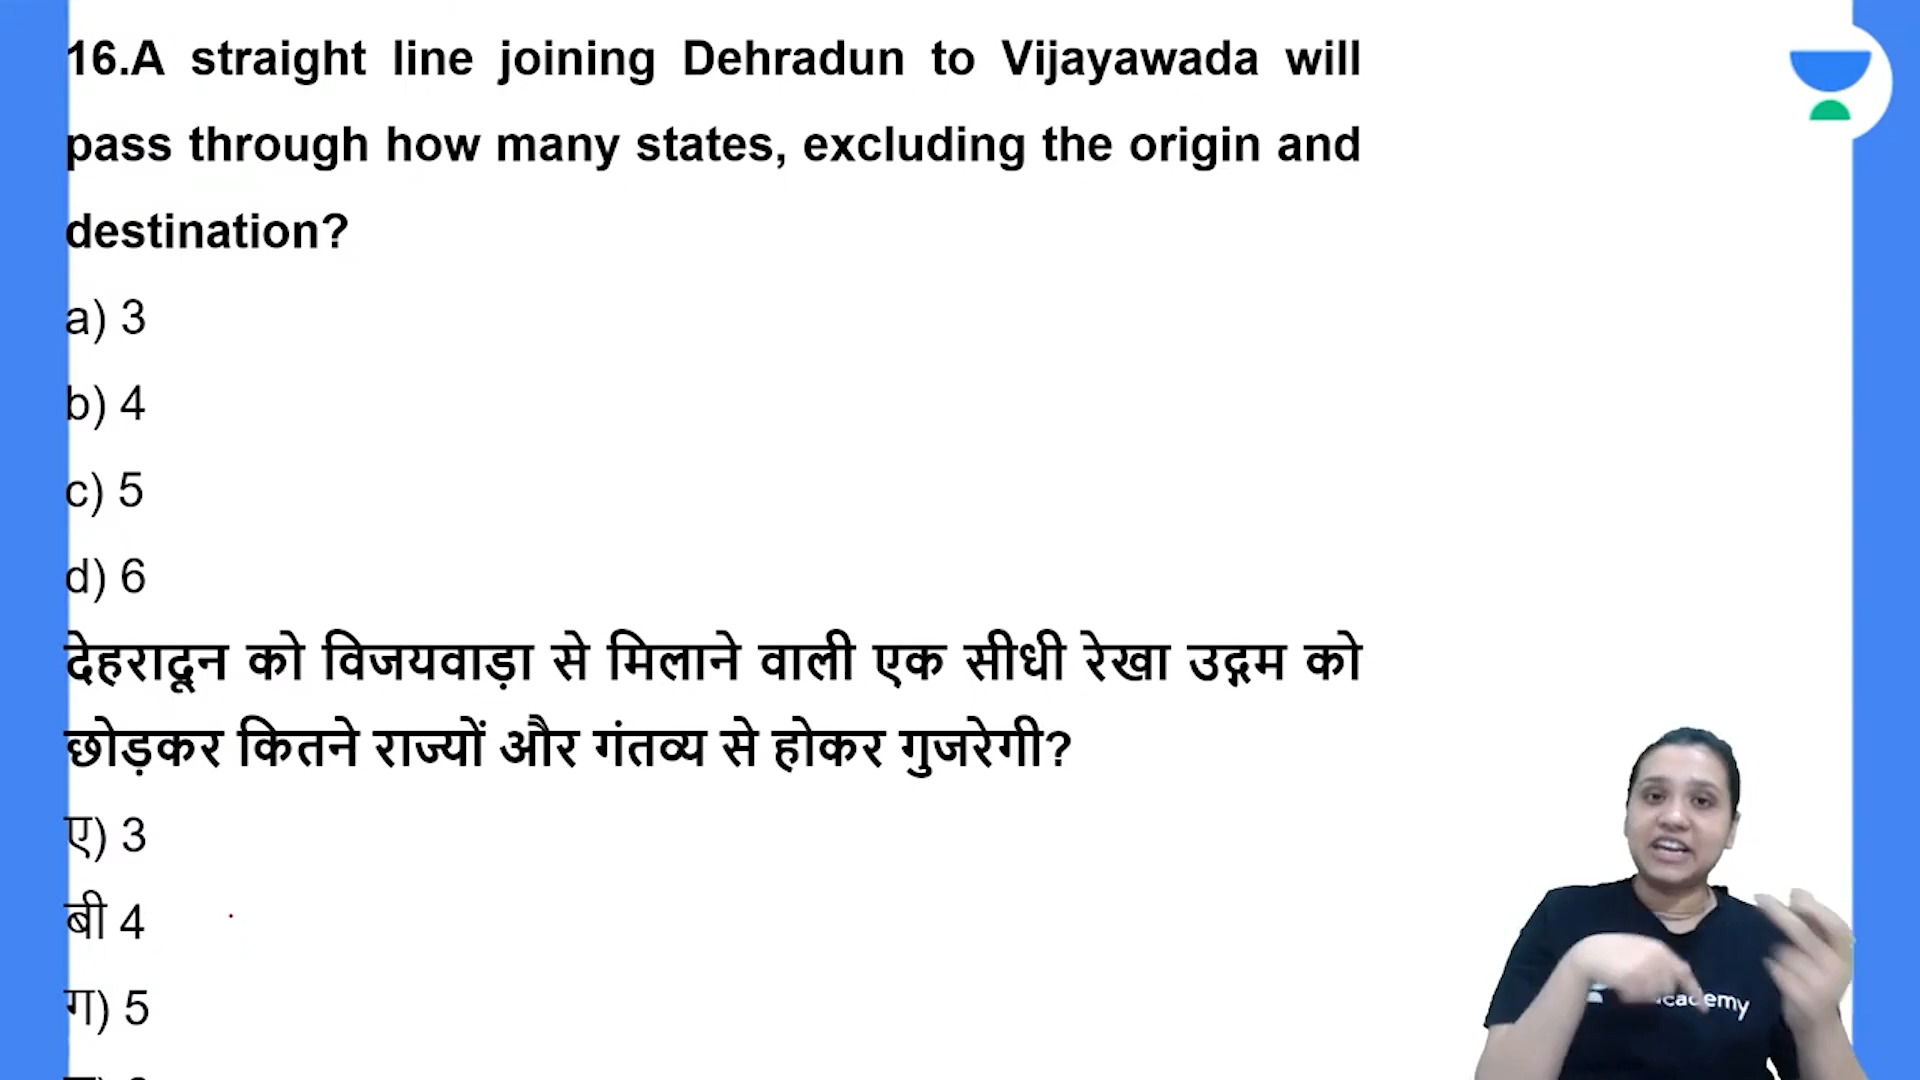 16.A straight line joining Dehradun to Vijayawada will
pass through how many states, excluding the origin and
destination?
a) 3
b) 4
c) 5
d) 6
देहरादून को विजयवाड़ा से मिलाने वाली एक सीधी रेखा उद्गम को
छोड़कर कितने राज्यों और गंतव्य से होकर गुजरेगी?
ए) 3
बी 4
ग) 5